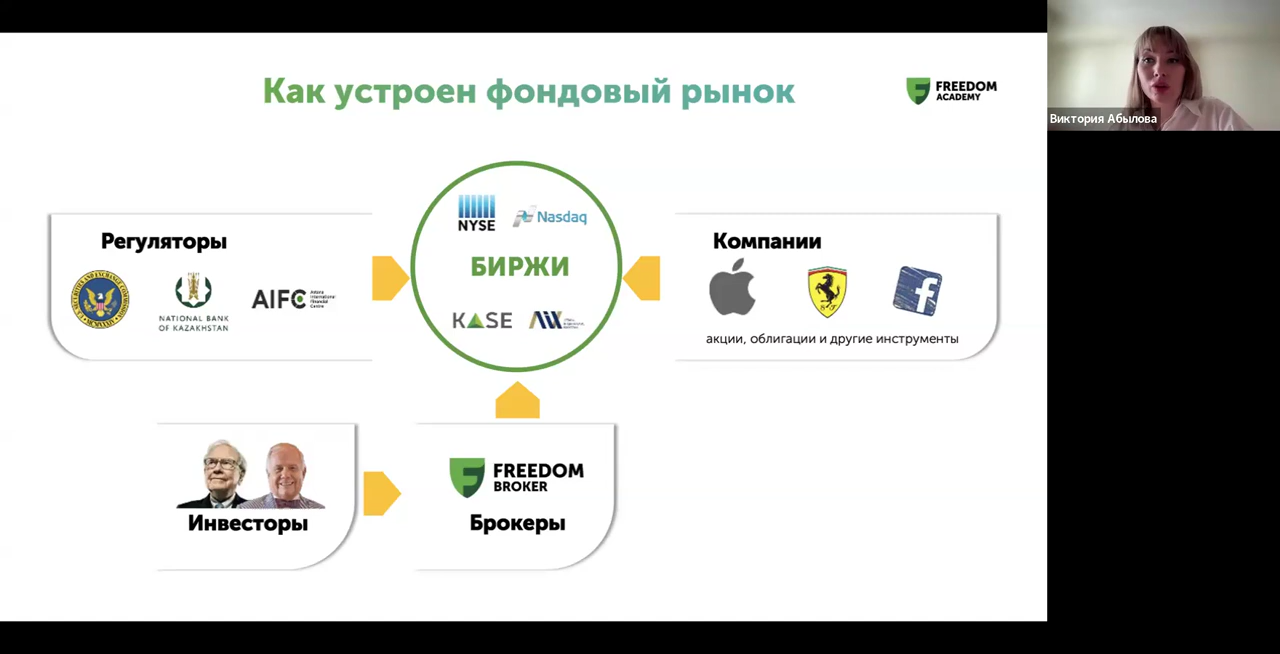 Как устроен фондовый рынок
FREEDOM
ACADEMY
Виктория Абылова
Регуляторы
NATIONAL BANK
OF KAZAKHSTAN
AIFC
NYSE
Nasdaq
БИРЖИ
KASE
AIX
Компании
f
акции, облигации и другие инструменты
Инвесторы
FREEDOM
BROKER
Брокеры